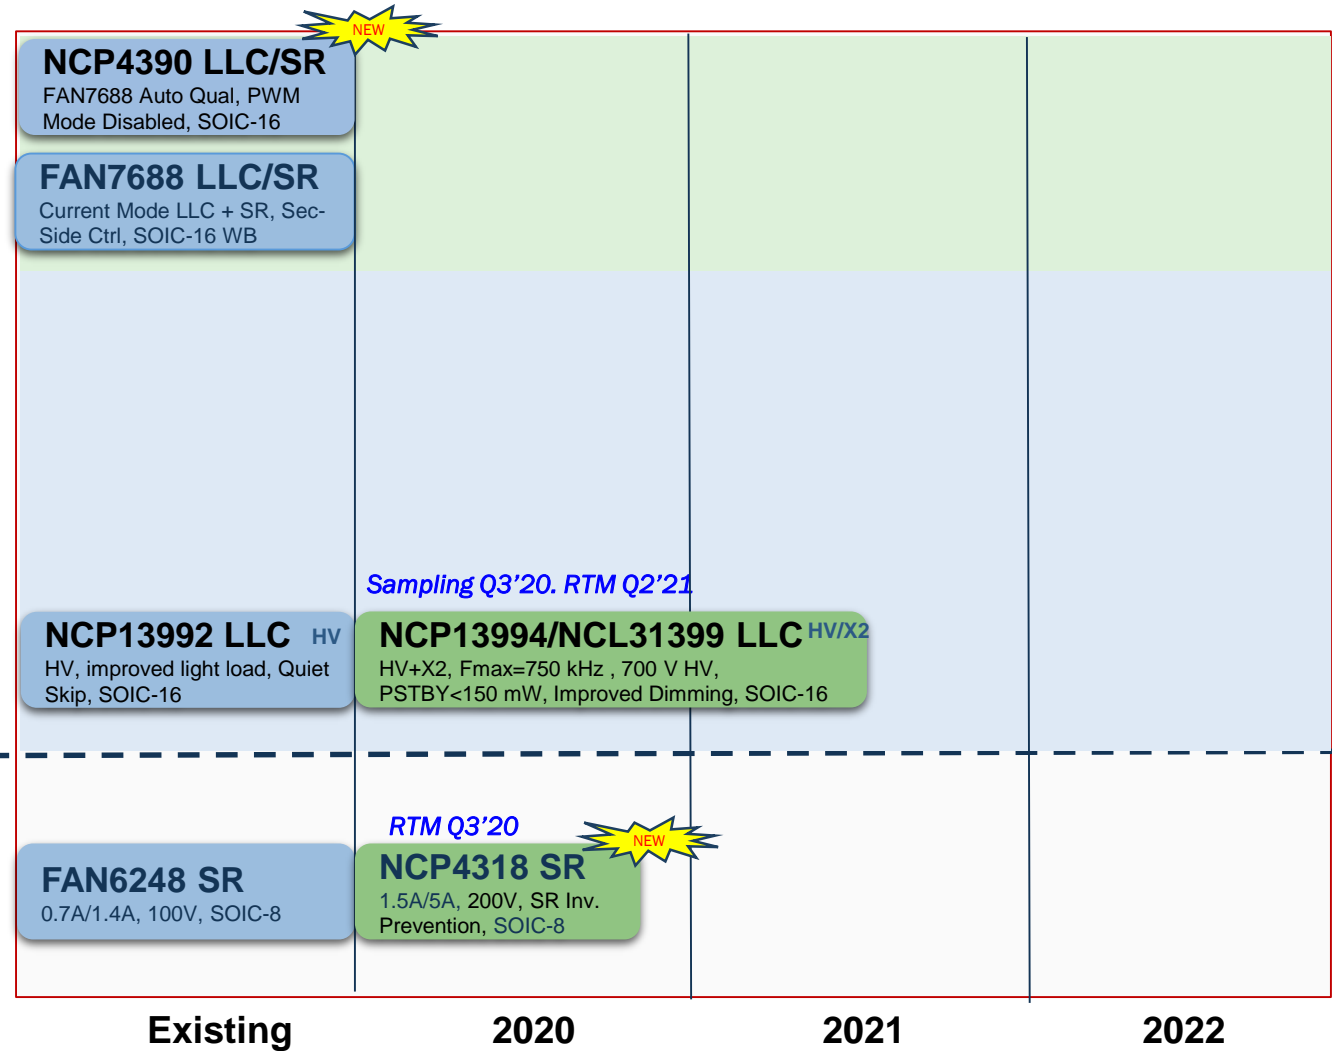 NEW
NCP4390 LLC/SR
FAN7688 Auto Qual, PWM
Mode Disabled, SOIC-16
FAN7688 LLC/SR
Current Mode LLC + SR, Sec-
Side Ctrl, SOIC-16 WB
Sampling Q3’20. RTM Q2’21
NCP13992 LLC HV
HV, improved light load, Quiet
Skip, SOIC-16
NCP13994/NCL31399 LLC HV/X2
HV+X2, Fmax=750 kHz , 700 V HV,
PSTBY<150 mW, Improved Dimming, SOIC-16
RTM Q3’20
NEW
FAN6248 SR
0.7A/1.4A, 100V, SOIC-8
NCP4318 SR
1.5A/5A, 200V, SR Inv.
Prevention, SOIC-8
Existing 2020 2021 2022